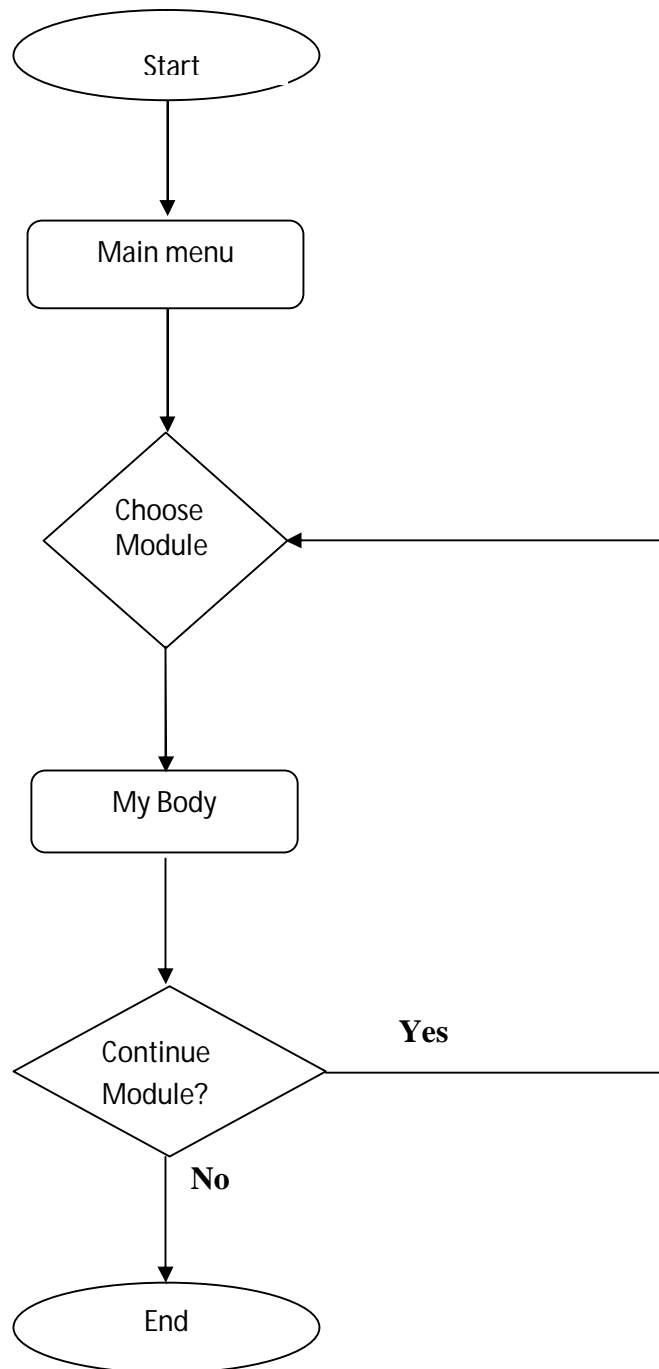 Start
Main menu
Choose
Module
My Body
Continue
Module?
Yes
No
End